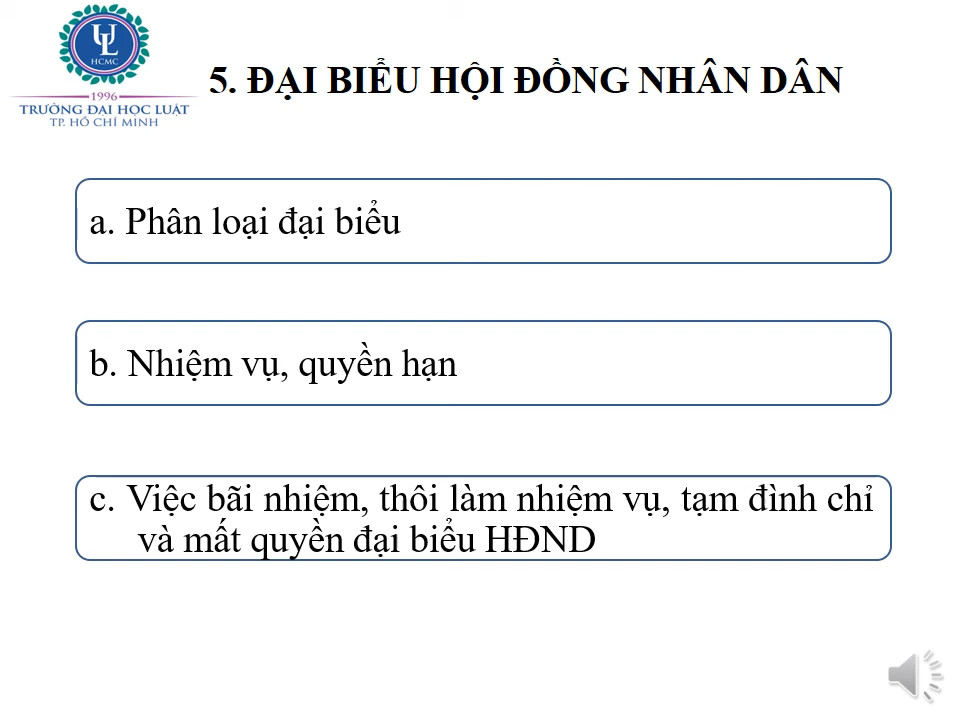 UL
HCMC
1996
TRƯỜNG ĐẠI HỌC LUẬT
TP. HỒ CHÍ MINH
5. ĐẠI BIỂU HỘI ĐỒNG NHÂN DÂN
a. Phân loại đại biểu
b. Nhiệm vụ, quyền hạn
c. Việc bãi nhiệm, thôi làm nhiệm vụ, tạm đình chỉ
và mất quyền đại biểu HĐND